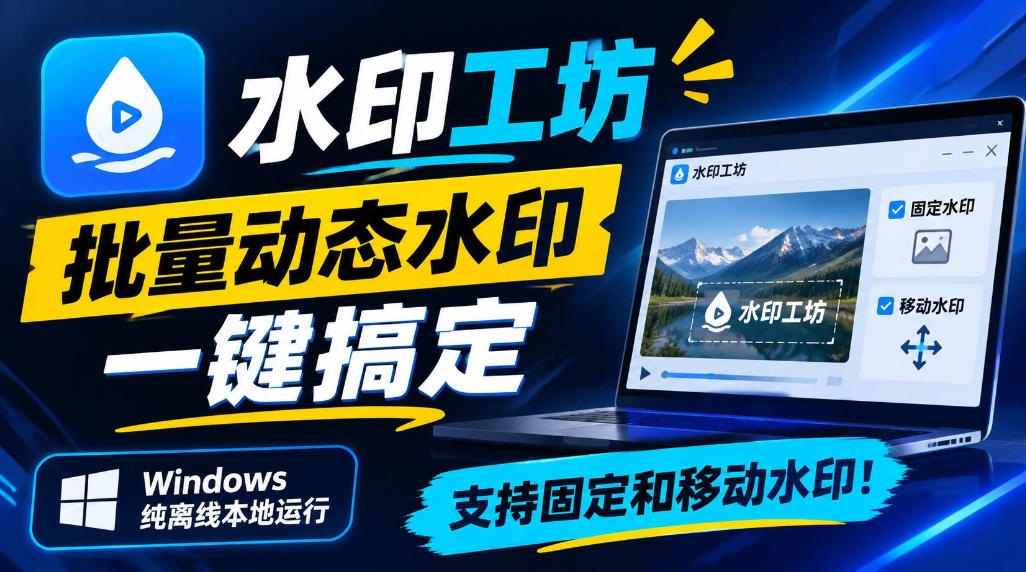 水印工坊
批量动态水印
一键搞定
Windows
纯离线本地运行
水印工坊
固定水印
水印工坊
移动水印
支持固定和移动水印!